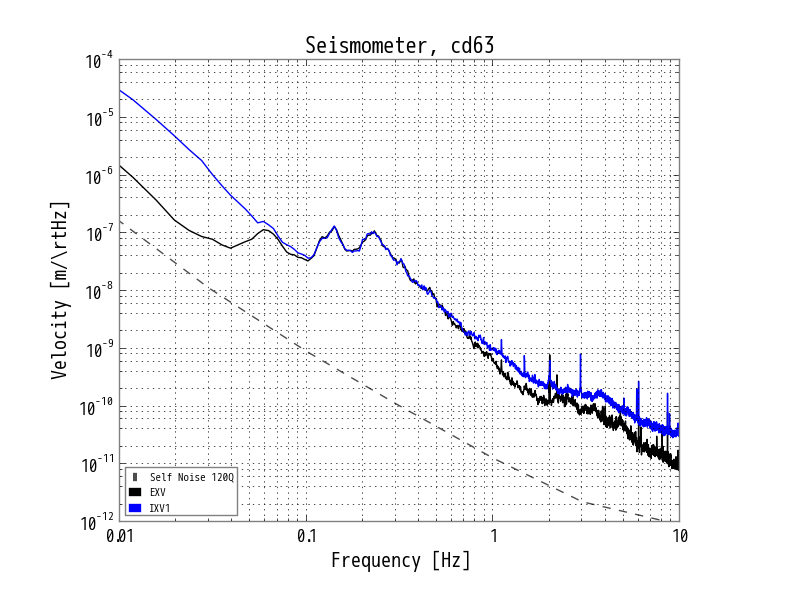 Seismometer, cd63
10-4
10-5
10-6
10-7
10-8
10-9
10-10
10-11
10-12
Velocity [m/\rtHz]
Self Noise 120Q
EXV
IXV1
0.01 0.1 1 10
Frequency [Hz]